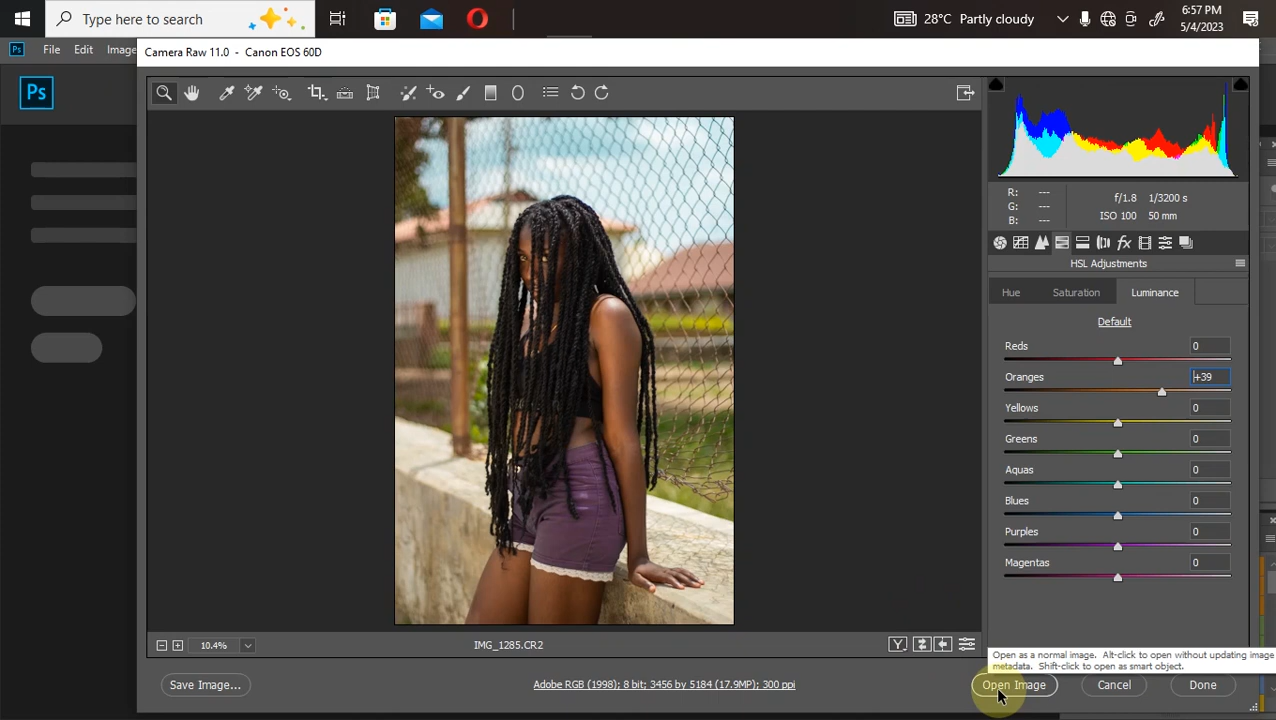 Type here to search
28°C Partly cloudy
6:57 PM
5/4/2023
Ps File Edit Image
Camera Raw 11.0 - Canon EOS 60D
Ps
R: ---
G: ---
B: ---
f/1.8 1/3200 s
ISO 100 50 mm
HSL Adjustments
Hue Saturation Luminance
Default
Reds 0
Oranges +39
Yellows 0
Greens 0
Aquas 0
Blues 0
Purples 0
Magentas 0
10.4%
IMG_1285.CR2
Y
Open as a normal image. Alt-click to open without updating image
metadata. Shift-click to open as smart object.
Save Image...
Adobe RGB (1998); 8 bit; 3456 by 5184 (17.9MP); 300 ppi
Open Image
Cancel
Done